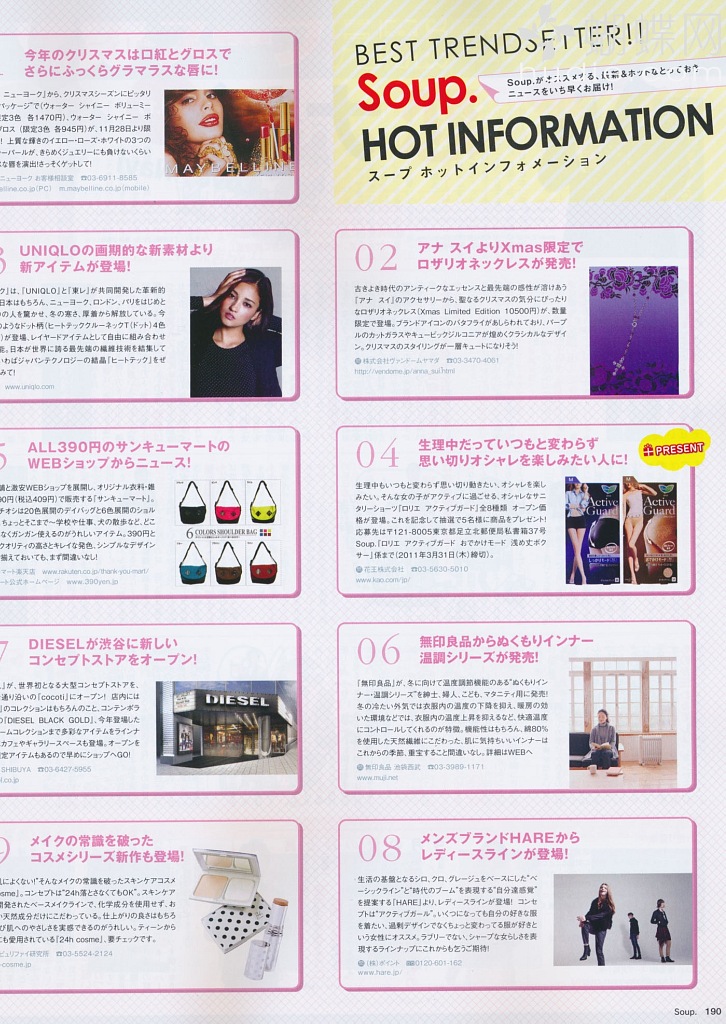 BEST TRENDSETTER!!
Soup.
Soup.がオススメする、最新&ホットなとっておき
ニュースをいち早くお届け!
HOT INFORMATION
スープ ホットインフォメーション
今年のクリスマスは口紅とグロスで
さらにふっくらグラマラスな唇に!
ニューヨーク」から、クリスマスシーズンにピッタリ
パッケージで〈ウォーター シャイニー ボリューミー
限定色 各1470円)、ウォーター シャイニー ボ
グロス(限定3色 各945円)が、11月28日より限
! 上質な輝きのイエロー・ローズ・ホワイトの3つの
ーパールが、きらめくジュエリーにも負けないくらい
な唇を演出!さっそくゲットして!
ニューヨーク お客様相談室 ☎03-6911-8585
elline.co.jp(PC) m.maybelline.co.jp(mobile)
MAYBELLINE
02
アナ スイよりXmas限定で
ロザリオネックレスが発売!
古きよき時代のアンティークなエッセンスと最先端の感性が溶けあう
『アナ スイ』のアクセサリーから、聖なるクリスマスの気分にぴったり
なロザリオネックレス(Xmas Limited Edition 10500円)が、数量
限定で登場。ブランドアイコンのバタフライがあしらわれており、パープ
ルのカットガラスやキュービックジルコニアが煌めくクラシカルなデザイ
ン。クリスマスのスタイリングが一層キュートになりそう!
株式会社ヴァンドームヤマダ ☎03-3470-4061
http://vendome.jp/anna_sui.html
3
UNIQLOの画期的な新素材より
新アイテムが登場!
ク』は、『UNIQLO』と『東レ』が共同開発した革新的
日本はもちろん、ニューヨーク、ロンドン、パリをはじめと
の人を驚かせ、冬の寒さ、厚着から解放している。今
のようなドット柄(ヒートテッククルーネックT(ドット)4色
)が登場、レイヤードアイテムとして自由に組み合わせ
能。日本が世界に誇る最先端の繊維技術を結集して
いわばジャパンテクノロジーの結晶『ヒートテック』をぜ
みて!
www.uniqlo.com
04
生理中だっていつもと変わらず
思い切りオシャレを楽しみたい人に!
PRESENT
生理中もいつもと変わらず思い切り動きたい、オシャレを楽し
みたい。そんな女の子がアクティブに過ごせる、オシャレなサニ
タリーショーツ『ロリエ アクティブガード』全8種類 オープン価
格が登場。これを記念して抽選で5名様に商品をプレゼント!
応募先は〒121-8005東京都足立北郵便局私書箱37号
Soup.『ロリエ アクティブガード おでかけモード 浅め丈ボク
サー』係まで(2011年3月31日(木)締切)。
花王株式会社 ☎03-5630-5010
www.kao.com/jp/
Active
Guard
Active
Guard
5
ALL390円のサンキューマートの
WEBショップからニュース!
舗と激安WEBショップを展開し、オリジナル衣料・雑
90円(税込409円)で販売する『サンキューマート』。
チオシは20色展開のデイバッグと6色展開のショル
。ちょっとそこまで〜学校や仕事、犬の散歩など、どこ
なくガンガン使えるのがうれしいアイテム。390円と
クオリティの高さとキレイな発色、シンプルなデザイン
揃えておいても、まず間違いなし!
マート楽天店 www.rakuten.co.jp/thank-you-mart/
ート公式ホームページ www.390yen.jp
6 COLORS SHOULDER BAG
06
無印良品からぬくもりインナー
温調シリーズが発売!
『無印良品』が、冬に向けて温度調節機能のある"ぬくもりインナ
ー・温調シリーズ"を紳士、婦人、こども、マタニティ用に発売!
冬の冷たい外気では衣服内の温度の下降を抑え、暖房の効
いた環境などでは、衣服内の温度上昇を抑えるなど、快適温度
にコントロールしてくれるのが特徴。機能性はもちろん、綿80%
を使用した天然繊維にこだわった、肌に気持ちいいインナーは
これからの季節、重宝すること間違いなし。詳細はWEBへ
無印良品 池袋西武 ☎03-3989-1171
www.muji.net
7
DIESELが渋谷に新しい
コンセプトストアをオープン!
』が、世界初となる大型コンセプトストアを、
通り沿いの「cocoti」にオープン! 店内には
』のコレクションはもちろんのこと、コンテンポラ
の『DIESEL BLACK GOLD』、今年登場した
ームコレクションまで多彩なアイテムをラインナ
カフェやギャラリースペースも登場。オープンを
定アイテムもあるので早めにショップへGO!
SHIBUYA ☎03-6427-5955
el.co.jp
DIESEL
08
メンズブランドHAREから
レディースラインが登場!
生活の基盤となるシロ、クロ、グレージュをベースにした"ベ
ーシックライン"と"時代のブーム"を表現する"自分達感覚"
を提案する『HARE』より、レディースラインが登場! コンセ
プトは"アクティブガール"。いくつになっても自分の好きな服
を着たい、過剰デザインでなくちょっと変わってる服が好きと
いう女性にオススメ。ラブリーでない、シャープな女らしさを表
現するラインナップにこれからも乞うご期待!
(株)ポイント 0120-601-162
www.hare.jp/
9
メイクの常識を破った
コスメシリーズ新作も登場!
肌によくない!"そんなメイクの常識を破ったスキンケアコスメ
osme』。コンセプトは"24h落とさなくてもOK"。スキンケア
開発されたベースメイクラインで、化学成分を使用せず、お
い天然成分だけにこだわっている。仕上がりの良さはもちろ
び肌へのやさしさを実感できるのがうれしい。ティーンから
にも愛用されている『24h cosme』、要チェックです。
ビュリファイ研究所 ☎03-5524-2124
-cosme.jp
Soup. 190